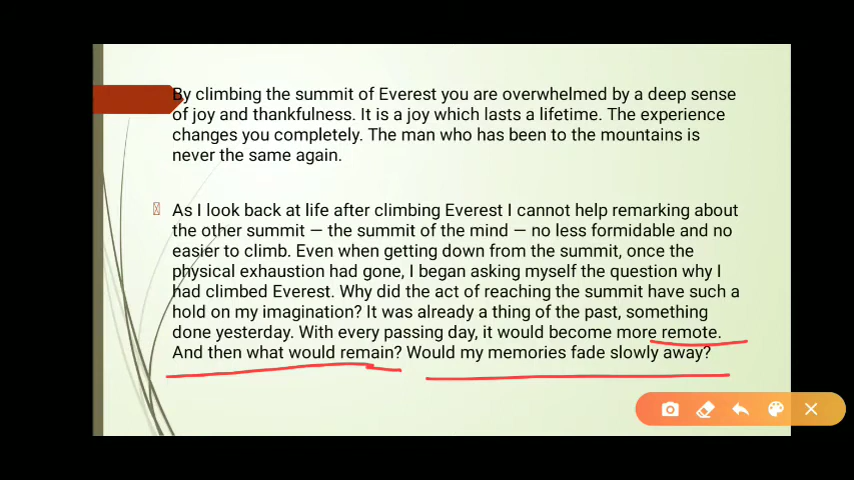 By climbing the summit of Everest you are overwhelmed by a deep sense
of joy and thankfulness. It is a joy which lasts a lifetime. The experience
changes you completely. The man who has been to the mountains is
never the same again.
As I look back at life after climbing Everest I cannot help remarking about
the other summit — the summit of the mind — no less formidable and no
easier to climb. Even when getting down from the summit, once the
physical exhaustion had gone, I began asking myself the question why I
had climbed Everest. Why did the act of reaching the summit have such a
hold on my imagination? It was already a thing of the past, something
done yesterday. With every passing day, it would become more remote.
And then what would remain? Would my memories fade slowly away?